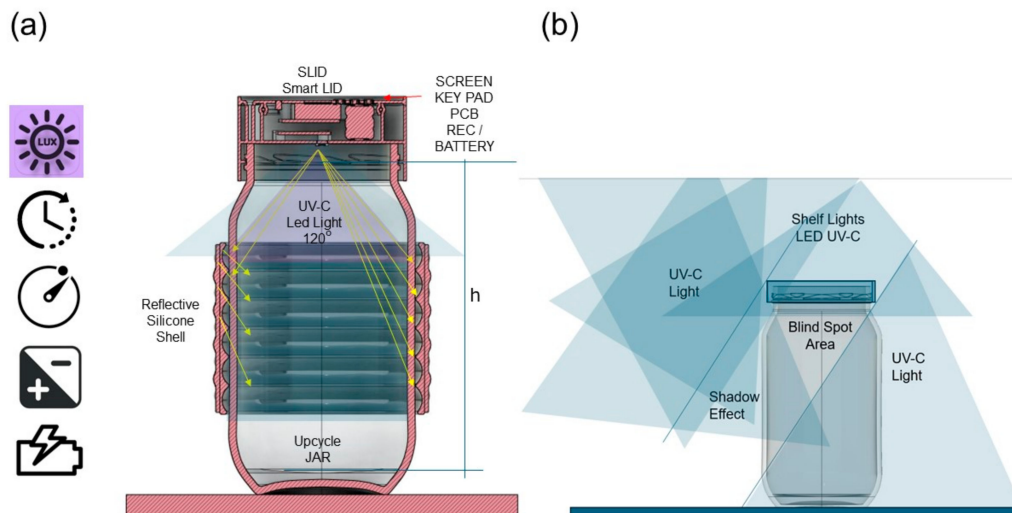 (a)
LUX
SLID
Smart LID
SCREEN
KEY PAD
PCB
REC /
BATTERY
UV-C
Led Light
120°
Reflective
Silicone
Shell
h
Upcycle
JAR
(b)
Shelf Lights
LED UV-C
UV-C
Light
Blind Spot
Area
UV-C
Light
Shadow
Effect